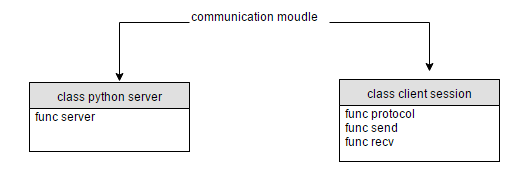 communication moudle
class python server
func server
class client session
func protocol
func send
func recv